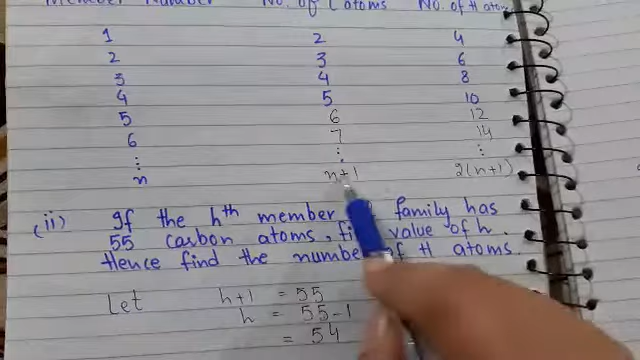 Member Number No. of C atoms No. of H atoms
1 2 4
2 3 6
3 4 8
4 5 10
5 6 12
6 7 14
⋮ ⋮ ⋮
n n+1 2(n+1)
(ii) If the hth member family has
55 carbon atoms, value of h.
Hence find the number of H atoms.
Let h+1 = 55
h = 55-1
= 54